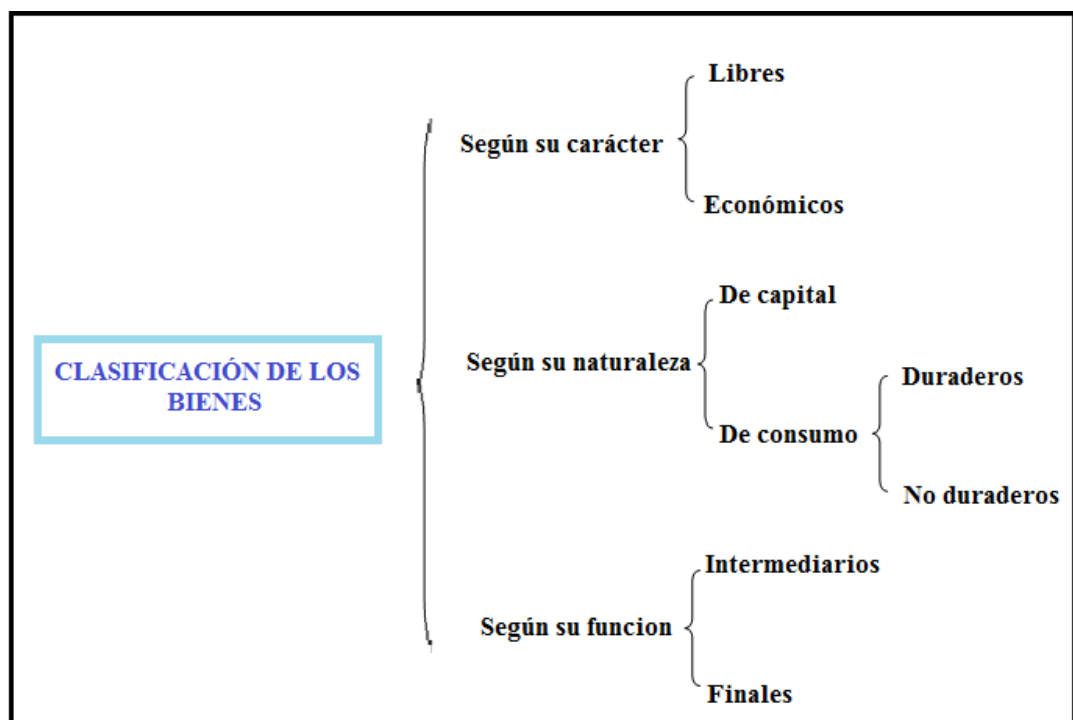 CLASIFICACIÓN DE LOS
BIENES
Según su carácter
Libres
Económicos
Según su naturaleza
De capital
De consumo
Duraderos
No duraderos
Según su funcion
Intermediarios
Finales